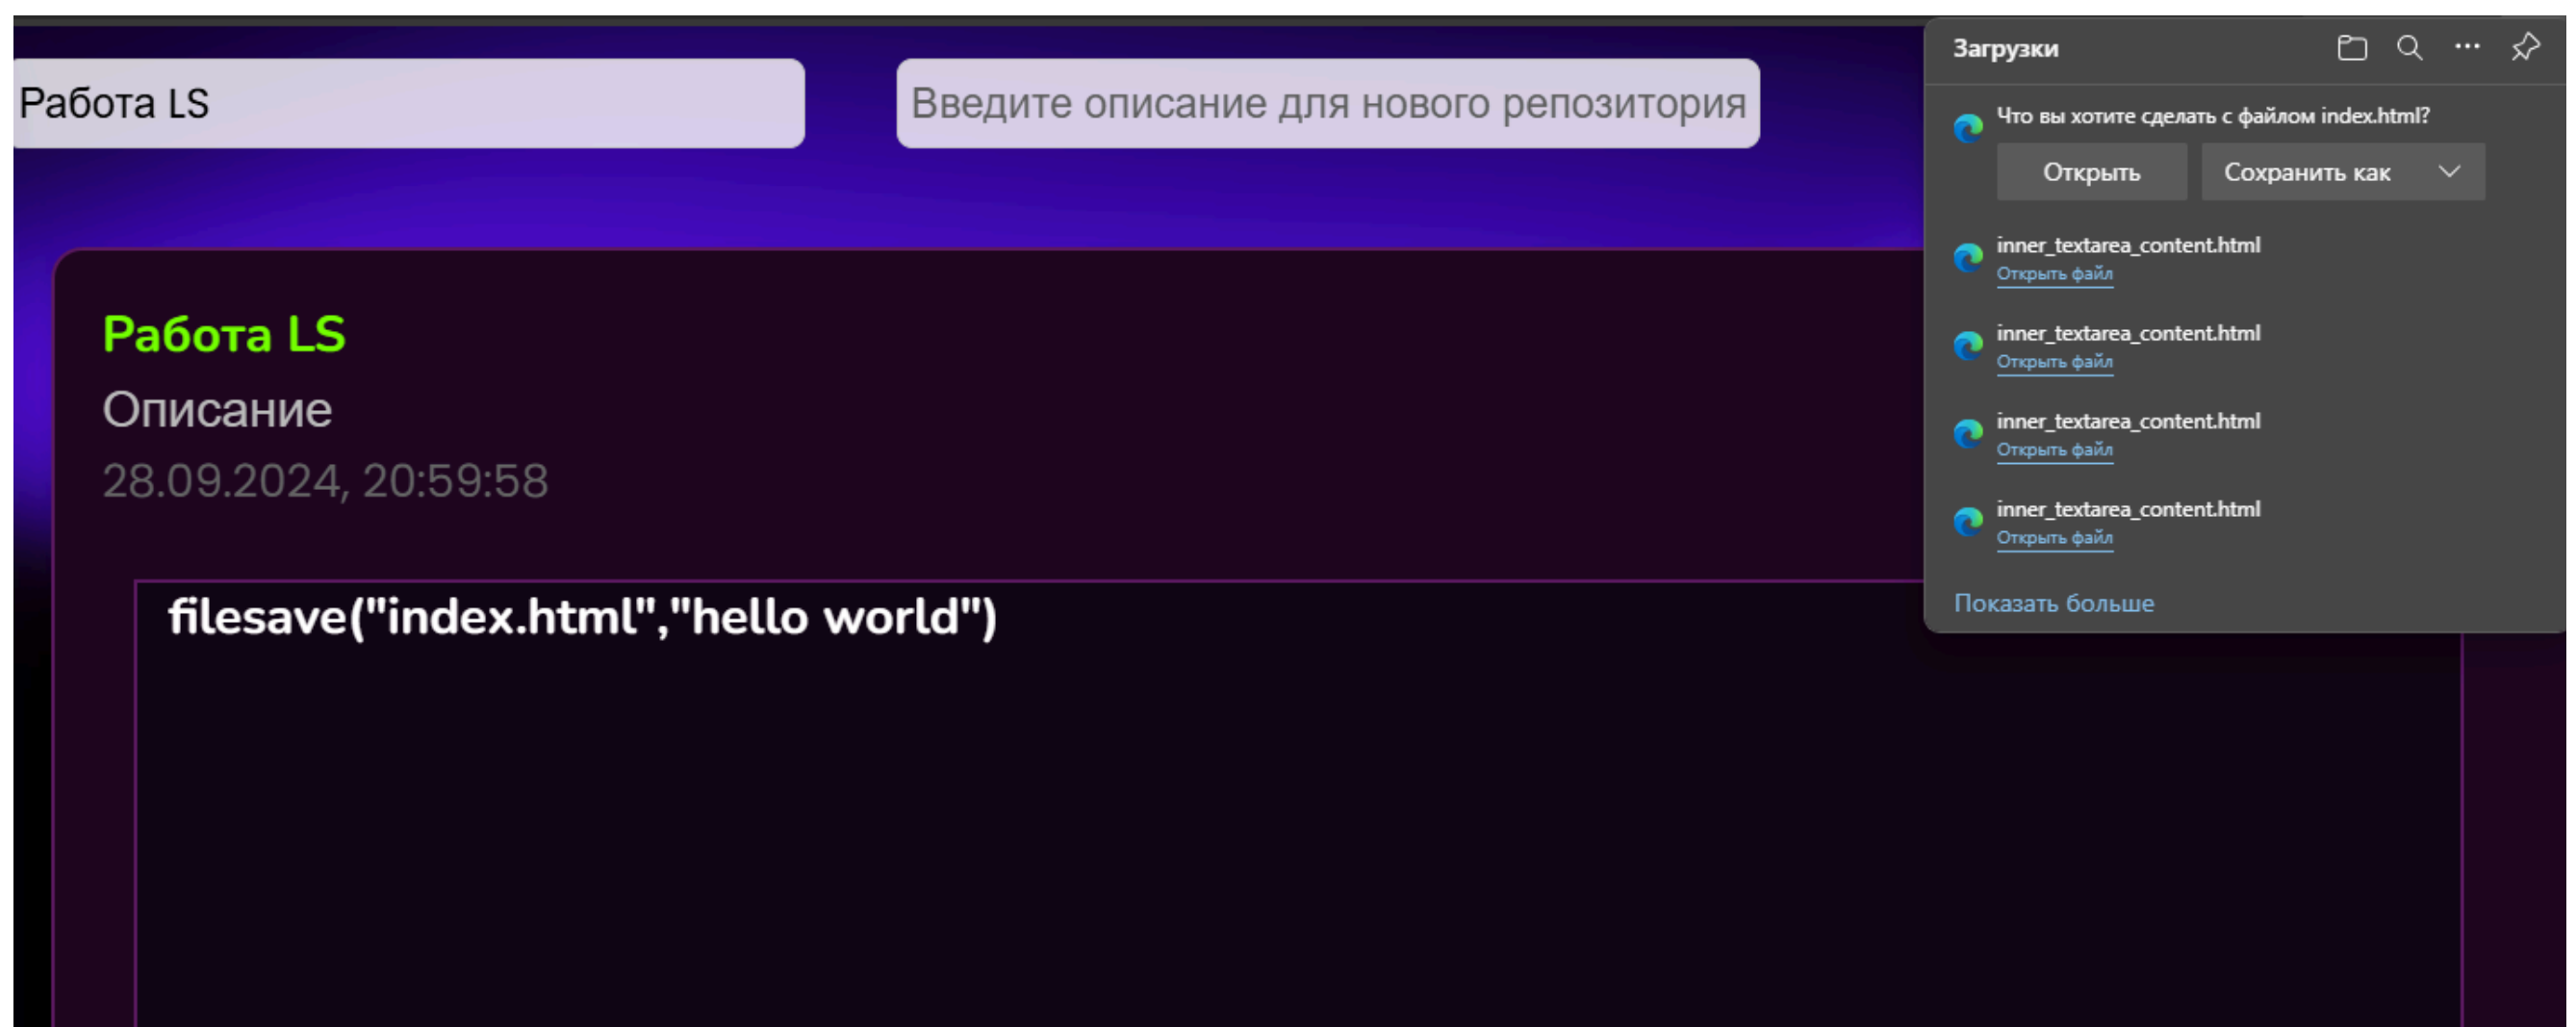 Работа LS
Введите описание для нового репозитория
Работа LS
Описание
28.09.2024, 20:59:58
filesave("index.html","hello world")
Загрузки
Что вы хотите сделать с файлом index.html?
Открыть
Сохранить как
inner_textarea_content.html
Открыть файл
inner_textarea_content.html
Открыть файл
inner_textarea_content.html
Открыть файл
inner_textarea_content.html
Открыть файл
Показать больше